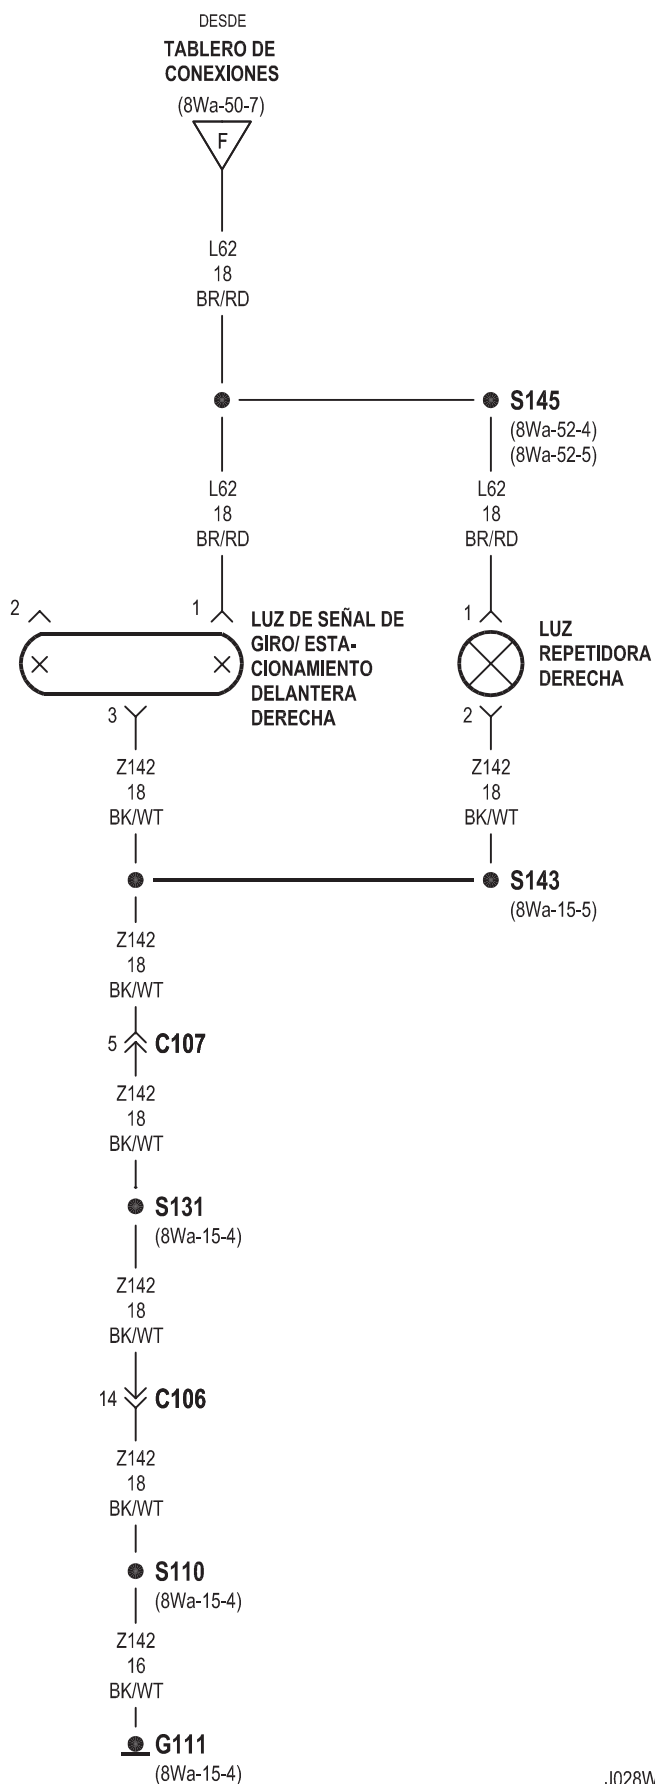 DESDE
TABLERO DE
CONEXIONES
(8Wa-50-7)
F
L62
18
BR/RD
S145
(8Wa-52-4)
(8Wa-52-5)
L62
18
BR/RD
L62
18
BR/RD
2
1
LUZ DE SEÑAL DE
GIRO/ ESTA-
CIONAMIENTO
DELANTERA
DERECHA
1
LUZ
REPETIDORA
DERECHA
3
2
Z142
18
BK/WT
Z142
18
BK/WT
S143
(8Wa-15-5)
Z142
18
BK/WT
5
C107
Z142
18
BK/WT
S131
(8Wa-15-4)
Z142
18
BK/WT
14
C106
Z142
18
BK/WT
S110
(8Wa-15-4)
Z142
16
BK/WT
G111
(8Wa-15-4)
J028W